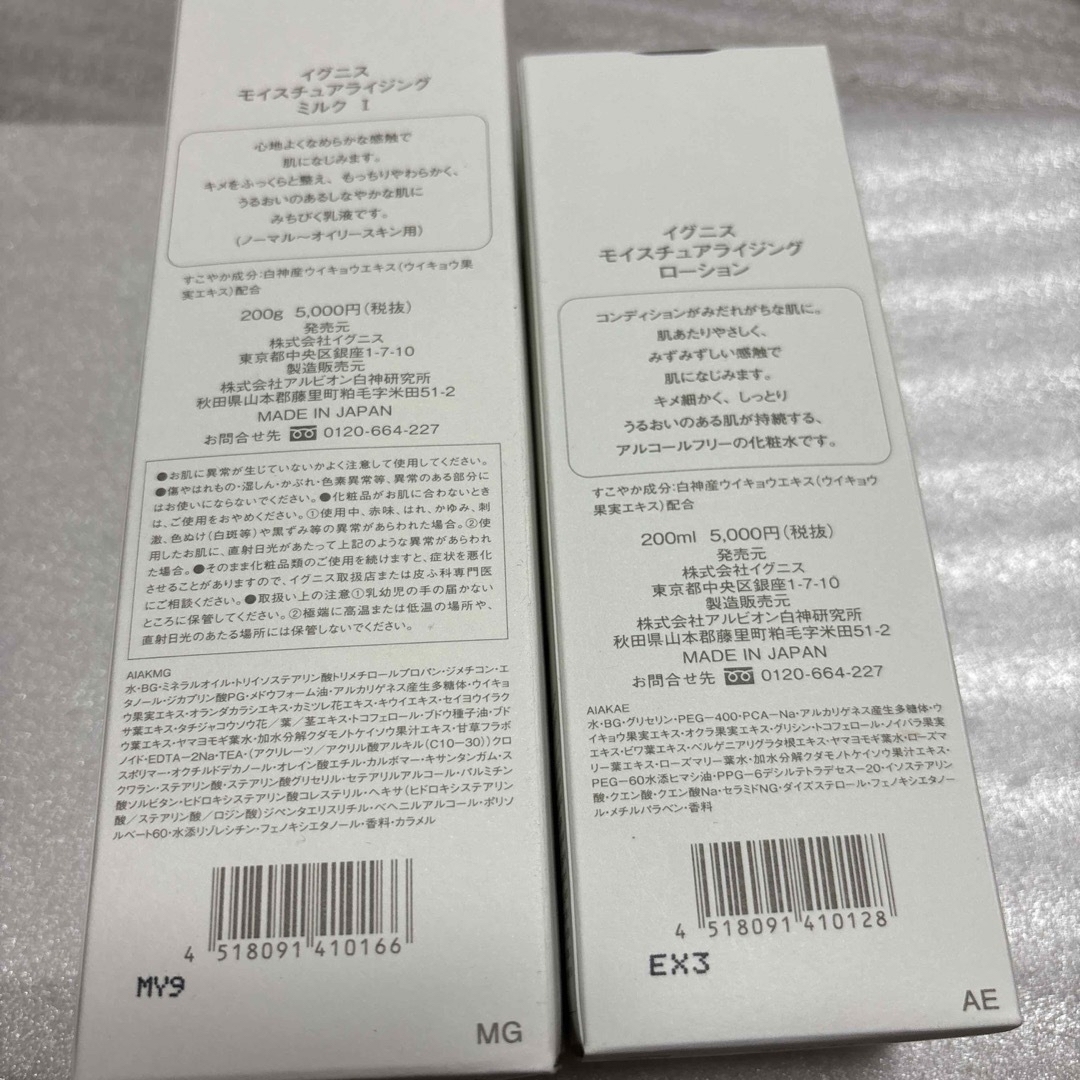 イグニス
モイスチュアライジング
ミルク I
心地よくなめらかな感触で
肌になじみます。
キメをふっくらと整え、もっちりやわらかく、
うるおいのあるしなやかな肌に
みちびく乳液です。
(ノーマル〜オイリースキン用)
すこやか成分:白神産ウイキョウエキス(ウイキョウ果
実エキス)配合
200g 5,000円(税抜)
発売元
株式会社イグニス
東京都中央区銀座1-7-10
製造販売元
株式会社アルビオン白神研究所
秋田県山本郡藤里町粕毛字米田51-2
MADE IN JAPAN
お問合せ先 0120-664-227
●お肌に異常が生じていないかよく注意して使用してください。
●傷やはれもの・湿しん・かぶれ・色素異常等、異常のある部分に
はお使いにならないでください。●化粧品がお肌に合わないとき
は、ご使用をおやめください。①使用中、赤味、はれ、かゆみ、刺
激、色ぬけ(白斑等)や黒ずみ等の異常があらわれた場合。②使
用したお肌に、直射日光があたって上記のような異常があらわれ
た場合。●そのまま化粧品類のご使用を続けますと、症状を悪化
させることがありますので、イグニス取扱店または皮ふ科専門医
にご相談ください。●取扱い上の注意①乳幼児の手の届かない
ところに保管してください。②極端に高温または低温の場所や、
直射日光のあたる場所には保管しないでください。
AIAKMG
水・BG・ミネラルオイル・トリイソステアリン酸トリメチロールプロパン・ジメチコン・エ
タノール・ジカプリン酸PG・メドウフォーム油・アルカリゲネス産生多糖体・ウイキョ
ウ果実エキス・オランダカラシエキス・カミツレ花エキス・キウイエキス・セイヨウイラク
サ葉エキス・タチジャコウソウ花/葉/茎エキス・トコフェロール・ブドウ種子油・ブド
ウ葉エキス・ヤマヨモギ葉水・加水分解クダモノトケイソウ果汁エキス・甘草フラボ
ノイド・EDTA-2Na・TEA・(アクリレーツ/アクリル酸アルキル(C10-30))クロ
スポリマー・オクチルドデカノール・オレイン酸エチル・カルボマー・キサンタンガム・ス
クワラン・ステアリン酸・ステアリン酸グリセリル・セテアリルアルコール・パルミチン
酸ソルビタン・ヒドロキシステアリン酸コレステリル・ヘキサ(ヒドロキシステアリン
酸/ステアリン酸/ロジン酸)ジペンタエリスリチル・ベヘニルアルコール・ポリソ
ルベート60・水添リゾレシチン・フェノキシエタノール・香料・カラメル
4 518091 410166
MY9
MG
イグニス
モイスチュアライジング
ローション
コンディションがみだれがちな肌に。
肌あたりやさしく、
みずみずしい感触で
肌になじみます。
キメ細かく、しっとり
うるおいのある肌が持続する、
アルコールフリーの化粧水です。
すこやか成分:白神産ウイキョウエキス(ウイキョウ
果実エキス)配合
200ml 5,000円(税抜)
発売元
株式会社イグニス
東京都中央区銀座1-7-10
製造販売元
株式会社アルビオン白神研究所
秋田県山本郡藤里町粕毛字米田51-2
MADE IN JAPAN
お問合せ先 0120-664-227
AIAKAE
水・BG・グリセリン・PEG-400・PCA-Na・アルカリゲネス産生多糖体・ウ
イキョウ果実エキス・オクラ果実エキス・グリシン・トコフェロール・ノイバラ果実
エキス・ビワ葉エキス・ベルゲニアリグラタ根エキス・ヤマヨモギ葉水・ローズマ
リー葉エキス・ローズマリー葉水・加水分解クダモノトケイソウ果汁エキス・
PEG-60水添ヒマシ油・PPG-6デシルテトラデセス-20・イソステアリン
酸・クエン酸・クエン酸Na・セラミドNG・ダイズステロール・フェノキシエタノー
ル・メチルパラベン・香料
4 518091 410128
EX3
AE